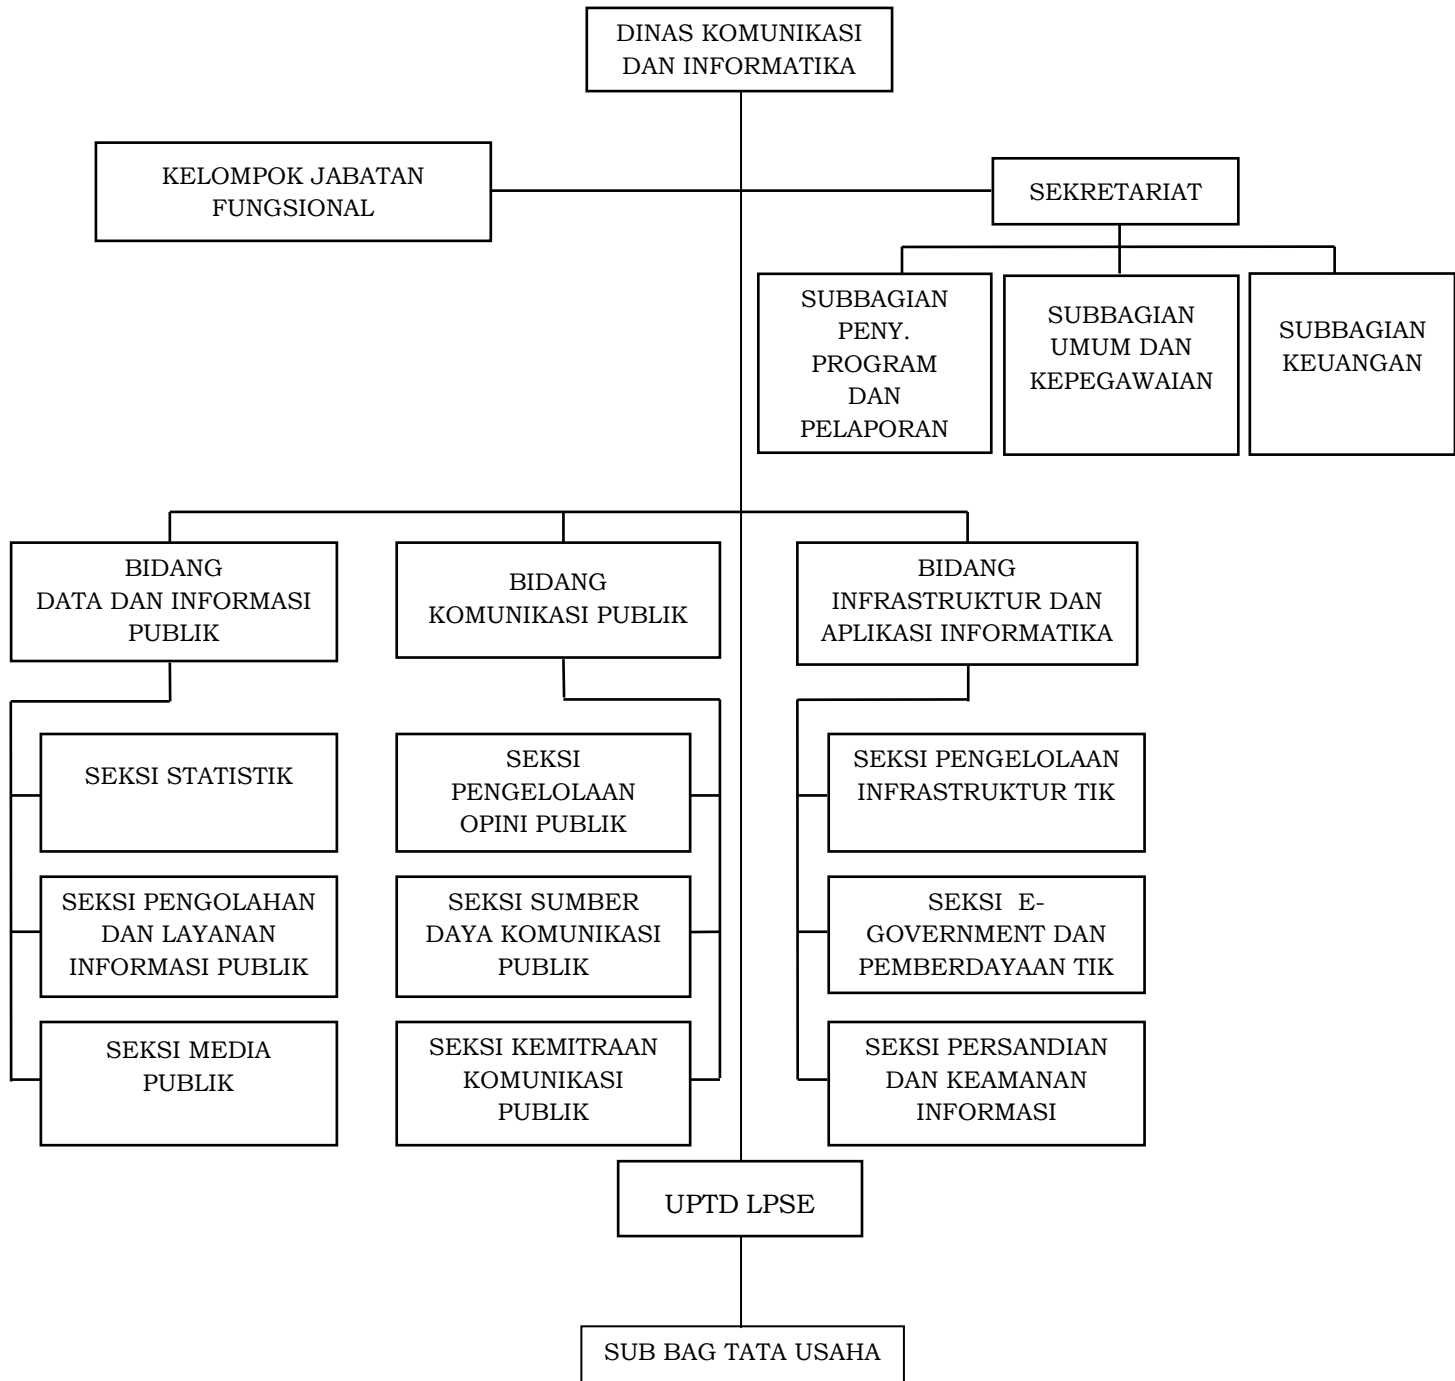 DINAS KOMUNIKASI
DAN INFORMATIKA
KELOMPOK JABATAN
FUNGSIONAL
SEKRETARIAT
SUBBAGIAN
PENY.
PROGRAM
DAN
PELAPORAN
SUBBAGIAN
UMUM DAN
KEPEGAWAIAN
SUBBAGIAN
KEUANGAN
BIDANG
DATA DAN INFORMASI
PUBLIK
BIDANG
KOMUNIKASI PUBLIK
BIDANG
INFRASTRUKTUR DAN
APLIKASI INFORMATIKA
SEKSI STATISTIK
SEKSI
PENGELOLAAN
OPINI PUBLIK
SEKSI PENGELOLAAN
INFRASTRUKTUR TIK
SEKSI PENGOLAHAN
DAN LAYANAN
INFORMASI PUBLIK
SEKSI SUMBER
DAYA KOMUNIKASI
PUBLIK
SEKSI E-
GOVERNMENT DAN
PEMBERDAYAAN TIK
SEKSI MEDIA
PUBLIK
SEKSI KEMITRAAN
KOMUNIKASI
PUBLIK
SEKSI PERSANDIAN
DAN KEAMANAN
INFORMASI
UPTD LPSE
SUB BAG TATA USAHA